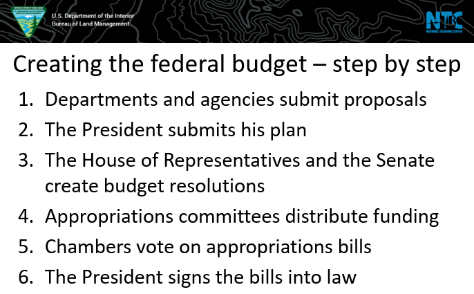 U.S. Department of the Interior
Bureau of Land Management
NTC
Creating the federal budget – step by step
1. Departments and agencies submit proposals
2. The President submits his plan
3. The House of Representatives and the Senate
create budget resolutions
4. Appropriations committees distribute funding
5. Chambers vote on appropriations bills
6. The President signs the bills into law